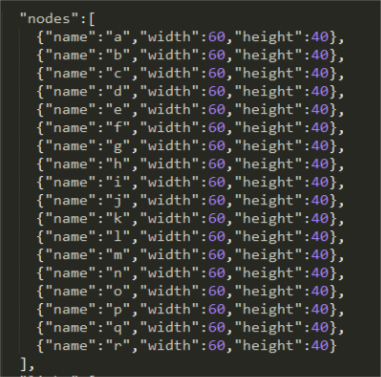 "nodes":[
{"name":"a","width":60,"height":40},
{"name":"b","width":60,"height":40},
{"name":"c","width":60,"height":40},
{"name":"d","width":60,"height":40},
{"name":"e","width":60,"height":40},
{"name":"f","width":60,"height":40},
{"name":"g","width":60,"height":40},
{"name":"h","width":60,"height":40},
{"name":"i","width":60,"height":40},
{"name":"j","width":60,"height":40},
{"name":"k","width":60,"height":40},
{"name":"l","width":60,"height":40},
{"name":"m","width":60,"height":40},
{"name":"n","width":60,"height":40},
{"name":"o","width":60,"height":40},
{"name":"p","width":60,"height":40},
{"name":"q","width":60,"height":40},
{"name":"r","width":60,"height":40}
],